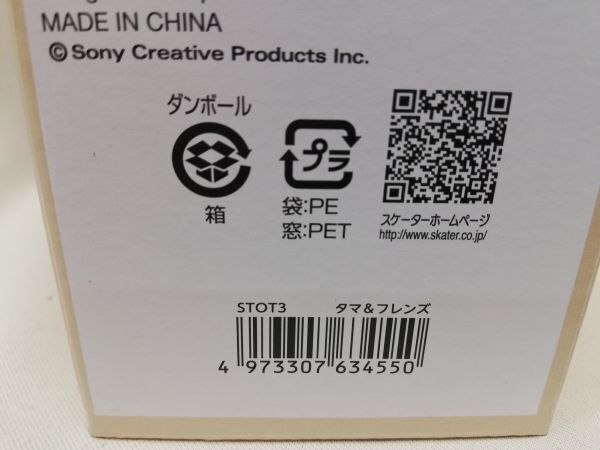 MADE IN CHINA
© Sony Creative Products Inc.
ダンボール
箱
プラ
袋:PE
窓:PET
スケーターホームページ
http://www.skater.co.jp/
STOT3 タマ&フレンズ
4 973307 634550